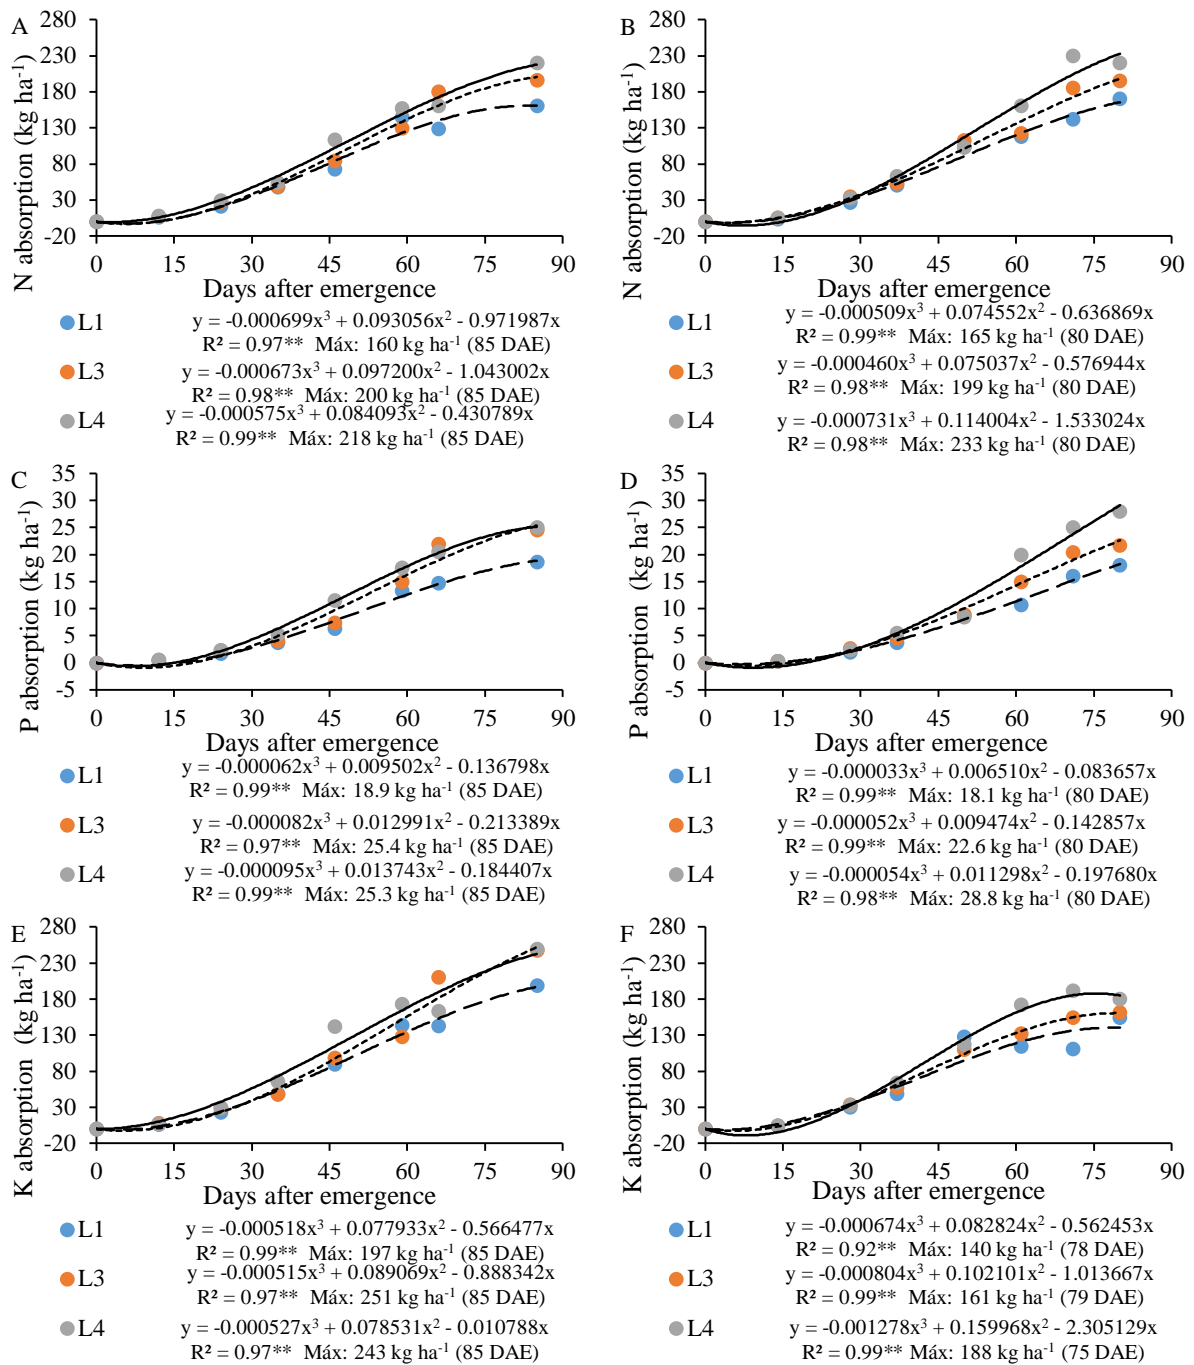 A
N absorption (kg ha-1)
280
230
180
130
80
30
-20
0 15 30 45 60 75 90
Days after emergence
L1
y = -0.000699x³ + 0.093056x² - 0.971987x
R² = 0.97** Máx: 160 kg ha-1 (85 DAE)
L3
y = -0.000673x³ + 0.097200x² - 1.043002x
R² = 0.98** Máx: 200 kg ha-1 (85 DAE)
L4
y = -0.000575x³ + 0.084093x² - 0.430789x
R² = 0.99** Máx: 218 kg ha-1 (85 DAE)
B
N absorption (kg ha-1)
280
230
180
130
80
30
-20
0 15 30 45 60 75 90
Days after emergence
L1
y = -0.000509x³ + 0.074552x² - 0.636869x
R² = 0.99** Máx: 165 kg ha-1 (80 DAE)
L3
y = -0.000460x³ + 0.075037x² - 0.576944x
R² = 0.98** Máx: 199 kg ha-1 (80 DAE)
L4
y = -0.000731x³ + 0.114004x² - 1.533024x
R² = 0.98** Máx: 233 kg ha-1 (80 DAE)
C
P absorption (kg ha-1)
35
30
25
20
15
10
5
0
-5
0 15 30 45 60 75 90
Days after emergence
L1
y = -0.000062x³ + 0.009502x² - 0.136798x
R² = 0.99** Máx: 18.9 kg ha-1 (85 DAE)
L3
y = -0.000082x³ + 0.012991x² - 0.213389x
R² = 0.97** Máx: 25.4 kg ha-1 (85 DAE)
L4
y = -0.000095x³ + 0.013743x² - 0.184407x
R² = 0.99** Máx: 25.3 kg ha-1 (85 DAE)
D
P absorption (kg ha-1)
35
30
25
20
15
10
5
0
-5
0 15 30 45 60 75 90
Days after emergence
L1
y = -0.000033x³ + 0.006510x² - 0.083657x
R² = 0.99** Máx: 18.1 kg ha-1 (80 DAE)
L3
y = -0.000052x³ + 0.009474x² - 0.142857x
R² = 0.99** Máx: 22.6 kg ha-1 (80 DAE)
L4
y = -0.000054x³ + 0.011298x² - 0.197680x
R² = 0.98** Máx: 28.8 kg ha-1 (80 DAE)
E
K absorption (kg ha-1)
280
230
180
130
80
30
-20
0 15 30 45 60 75 90
Days after emergence
L1
y = -0.000518x³ + 0.077933x² - 0.566477x
R² = 0.99** Máx: 197 kg ha-1 (85 DAE)
L3
y = -0.000515x³ + 0.089069x² - 0.888342x
R² = 0.97** Máx: 251 kg ha-1 (85 DAE)
L4
y = -0.000527x³ + 0.078531x² - 0.010788x
R² = 0.97** Máx: 243 kg ha-1 (85 DAE)
F
K absorption (kg ha-1)
280
230
180
130
80
30
-20
0 15 30 45 60 75 90
Days after emergence
L1
y = -0.000674x³ + 0.082824x² - 0.562453x
R² = 0.92** Máx: 140 kg ha-1 (78 DAE)
L3
y = -0.000804x³ + 0.102101x² - 1.013667x
R² = 0.99** Máx: 161 kg ha-1 (79 DAE)
L4
y = -0.001278x³ + 0.159968x² - 2.305129x
R² = 0.99** Máx: 188 kg ha-1 (75 DAE)